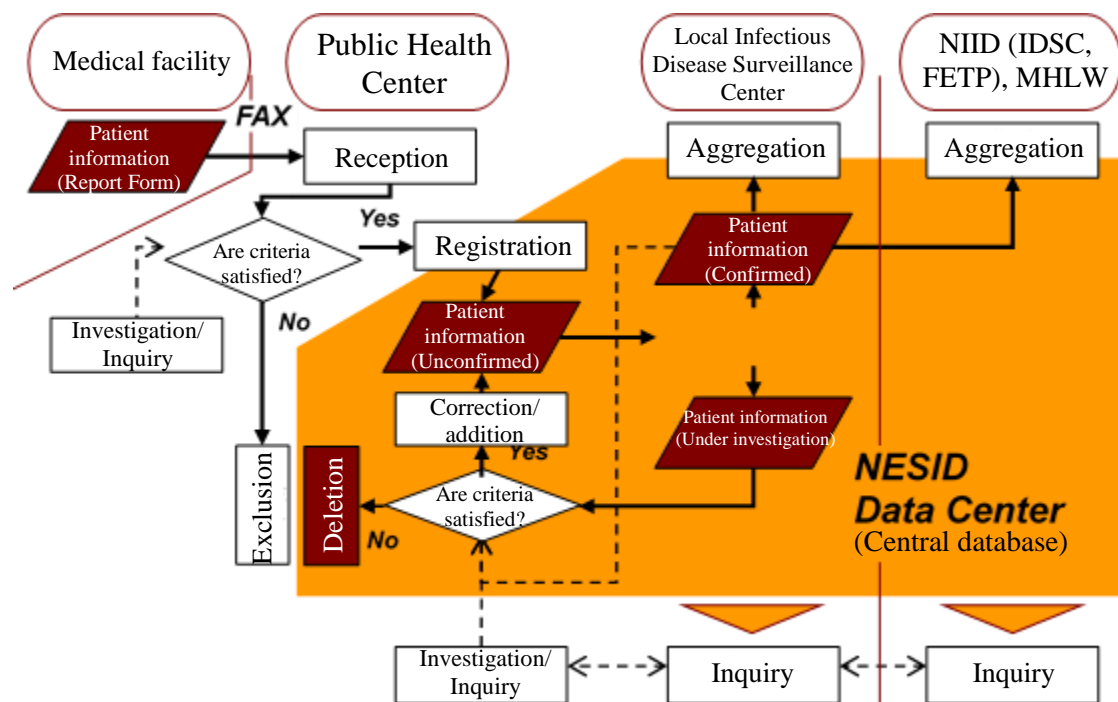 Medical facility
Public Health
Center
Local Infectious
Disease Surveillance
Center
NIID (IDSC,
FETP), MHLW
FAX
Patient
information
(Report Form)
Reception
Aggregation
Aggregation
Yes
Are criteria
satisfied?
Registration
Patient
information
(Confirmed)
No
Investigation/
Inquiry
Patient
information
(Unconfirmed)
Correction/
addition
Patient information
(Under investigation)
Yes
Exclusion
Deletion
Are criteria
satisfied?
No
NESID
Data Center
(Central database)
Investigation/
Inquiry
Inquiry
Inquiry